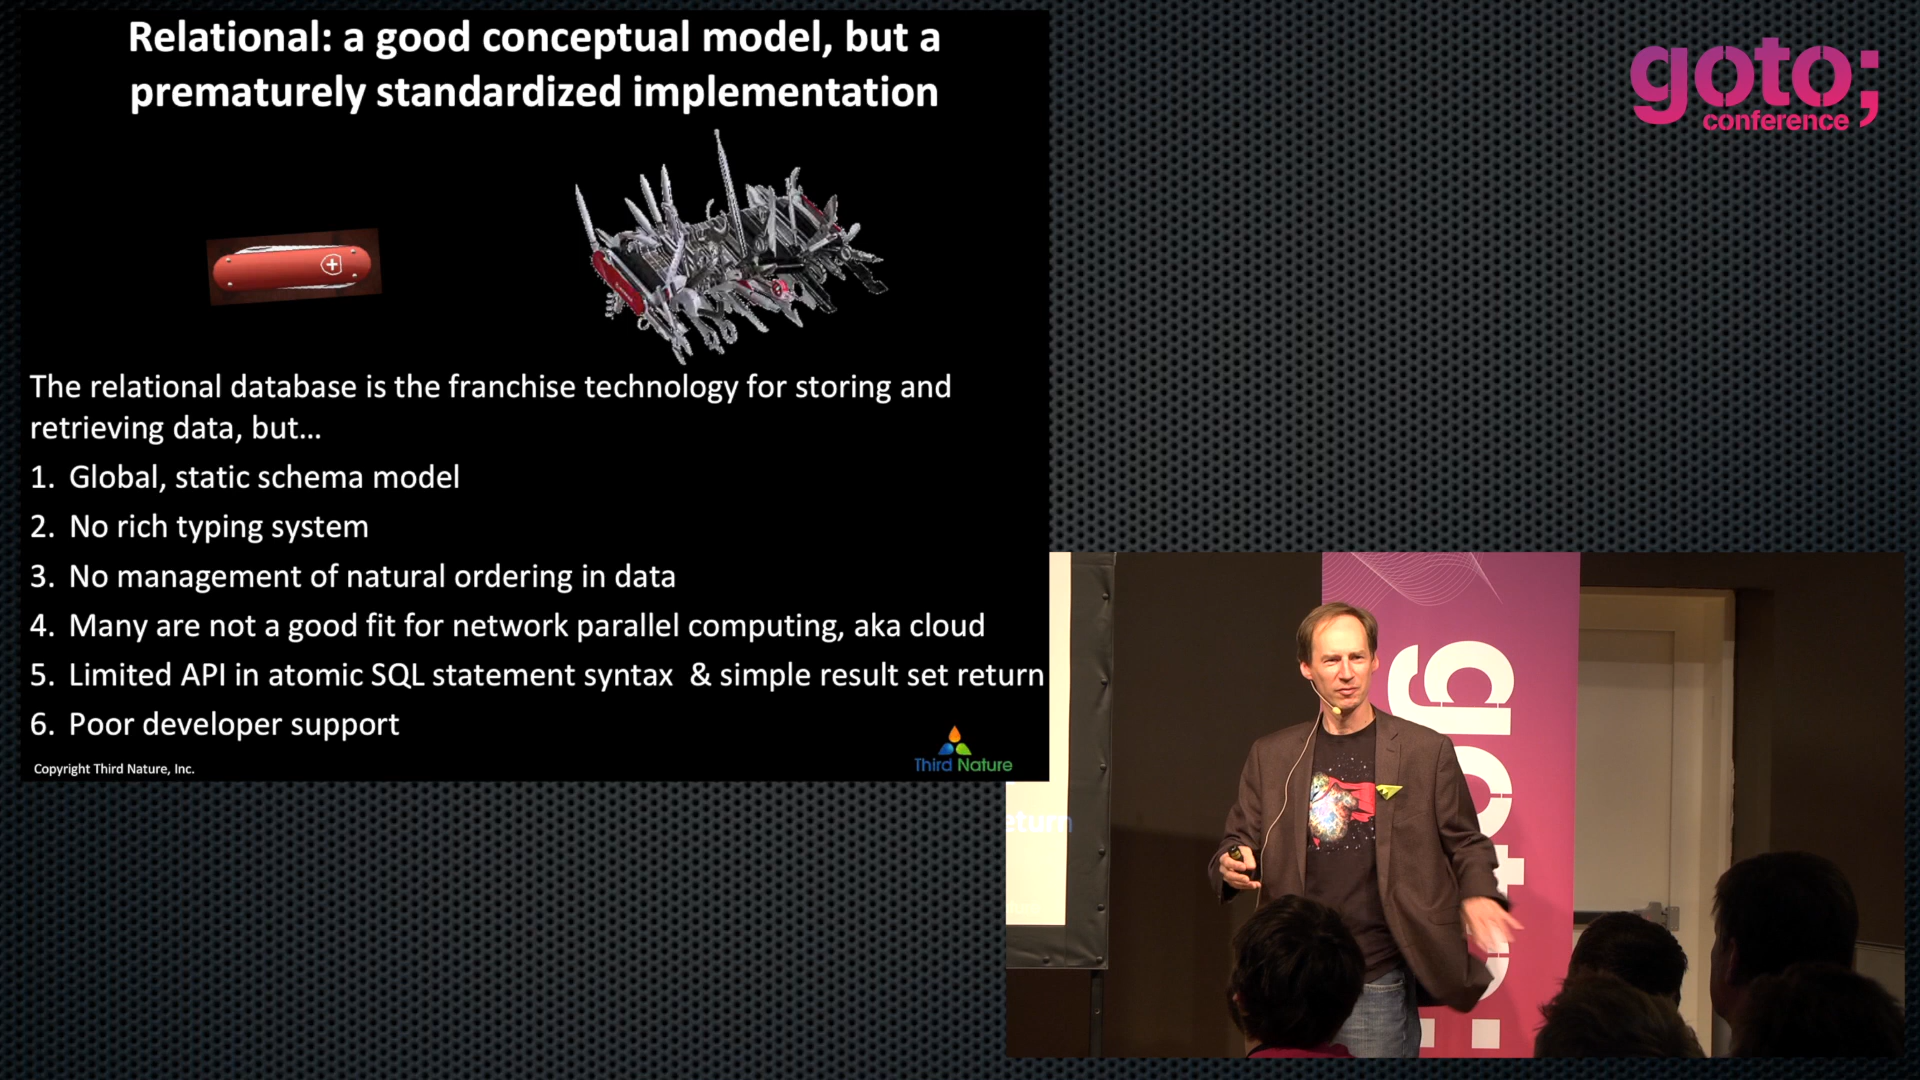 Relational: a good conceptual model, but a
prematurely standardized implementation
The relational database is the franchise technology for storing and
retrieving data, but...
1. Global, static schema model
2. No rich typing system
3. No management of natural ordering in data
4. Many are not a good fit for network parallel computing, aka cloud
5. Limited API in atomic SQL statement syntax & simple result set return
6. Poor developer support
Copyright Third Nature, Inc.
Third Nature
goto;
conference
eturn
goto;